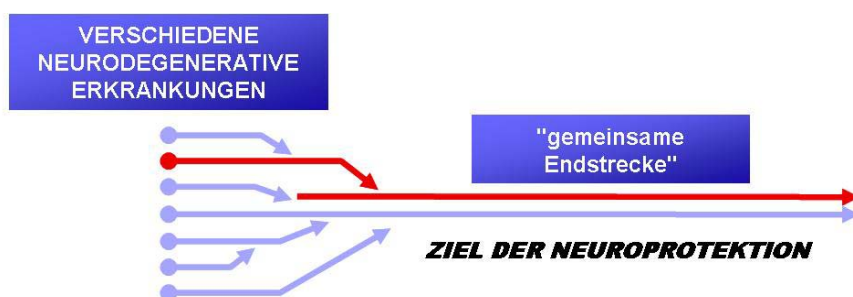 VERSCHIEDENE
NEURODEGENERATIVE
ERKRANKUNGEN
"gemeinsame
Endstrecke"
ZIEL DER NEUROPROTEKTION